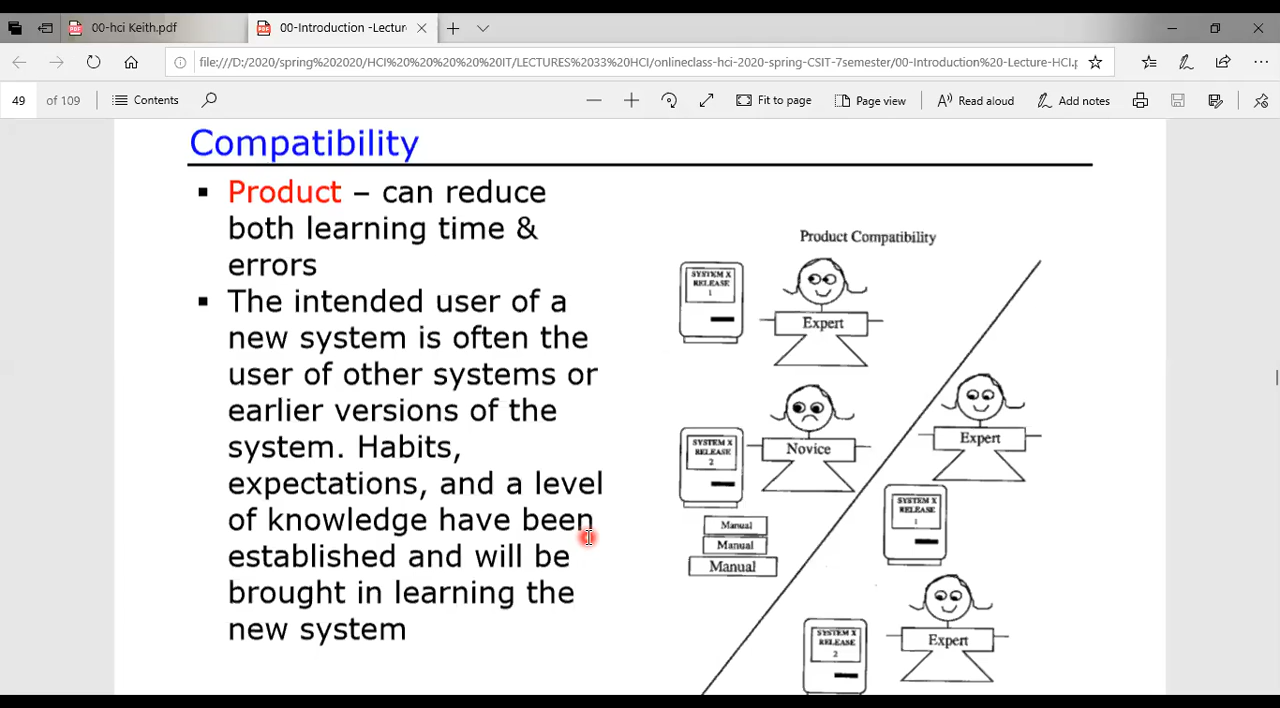 00-hci Keith.pdf
00-Introduction -Lectur
file:///D:/2020/spring%202020/HCI%20%20%20%20%20IT/LECTURES%2033%20HCI/onlineclass-hci-2020-spring-CSIT-7semester/00-Introduction%20-Lecture-HCI.p
49 of 109 Contents Fit to page Page view Read aloud Add notes
Compatibility
▪ Product – can reduce
both learning time &
errors
▪ The intended user of a
new system is often the
user of other systems or
earlier versions of the
system. Habits,
expectations, and a level
of knowledge have been
established and will be
brought in learning the
new system
Product Compatibility
SYSTEM X
RELEASE
1
Expert
SYSTEM X
RELEASE
2
Novice
Manual
Manual
Manual
Expert
SYSTEM X
RELEASE
1
SYSTEM X
RELEASE
2
Expert